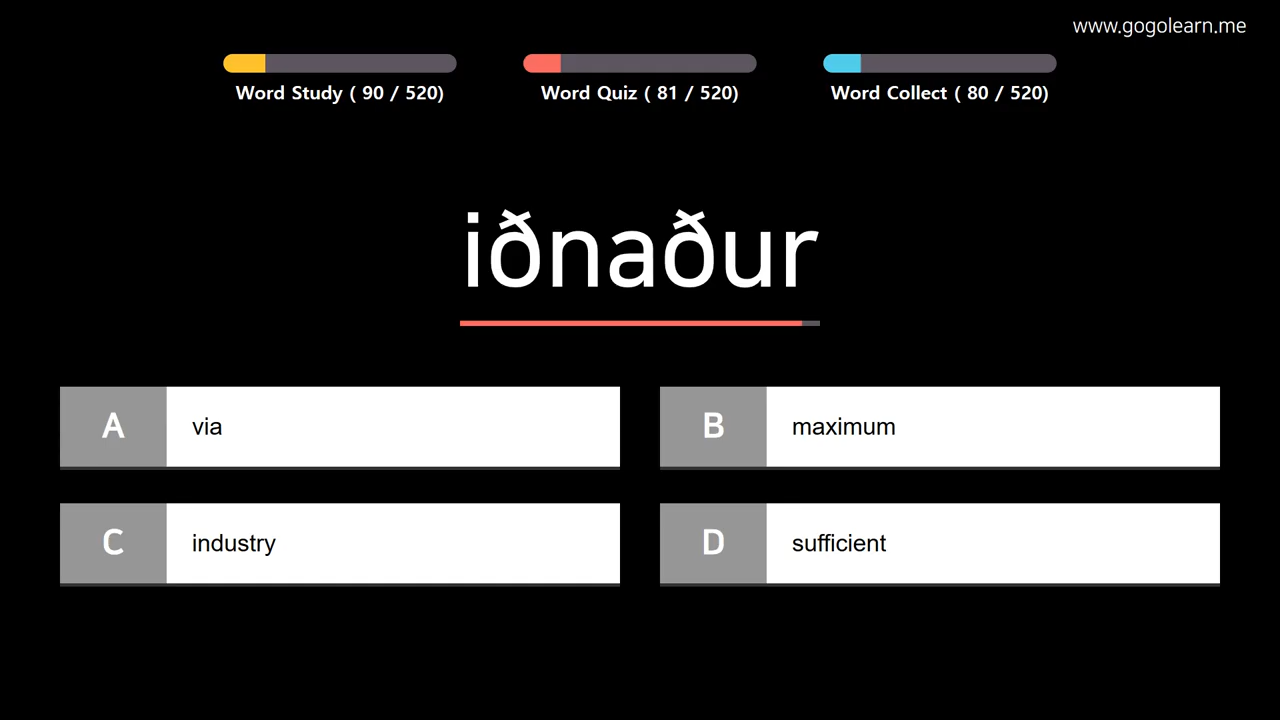 www.gogolearn.me
Word Study ( 90 / 520)
Word Quiz ( 81 / 520)
Word Collect ( 80 / 520)
iðnaður
A via
B maximum
C industry
D sufficient